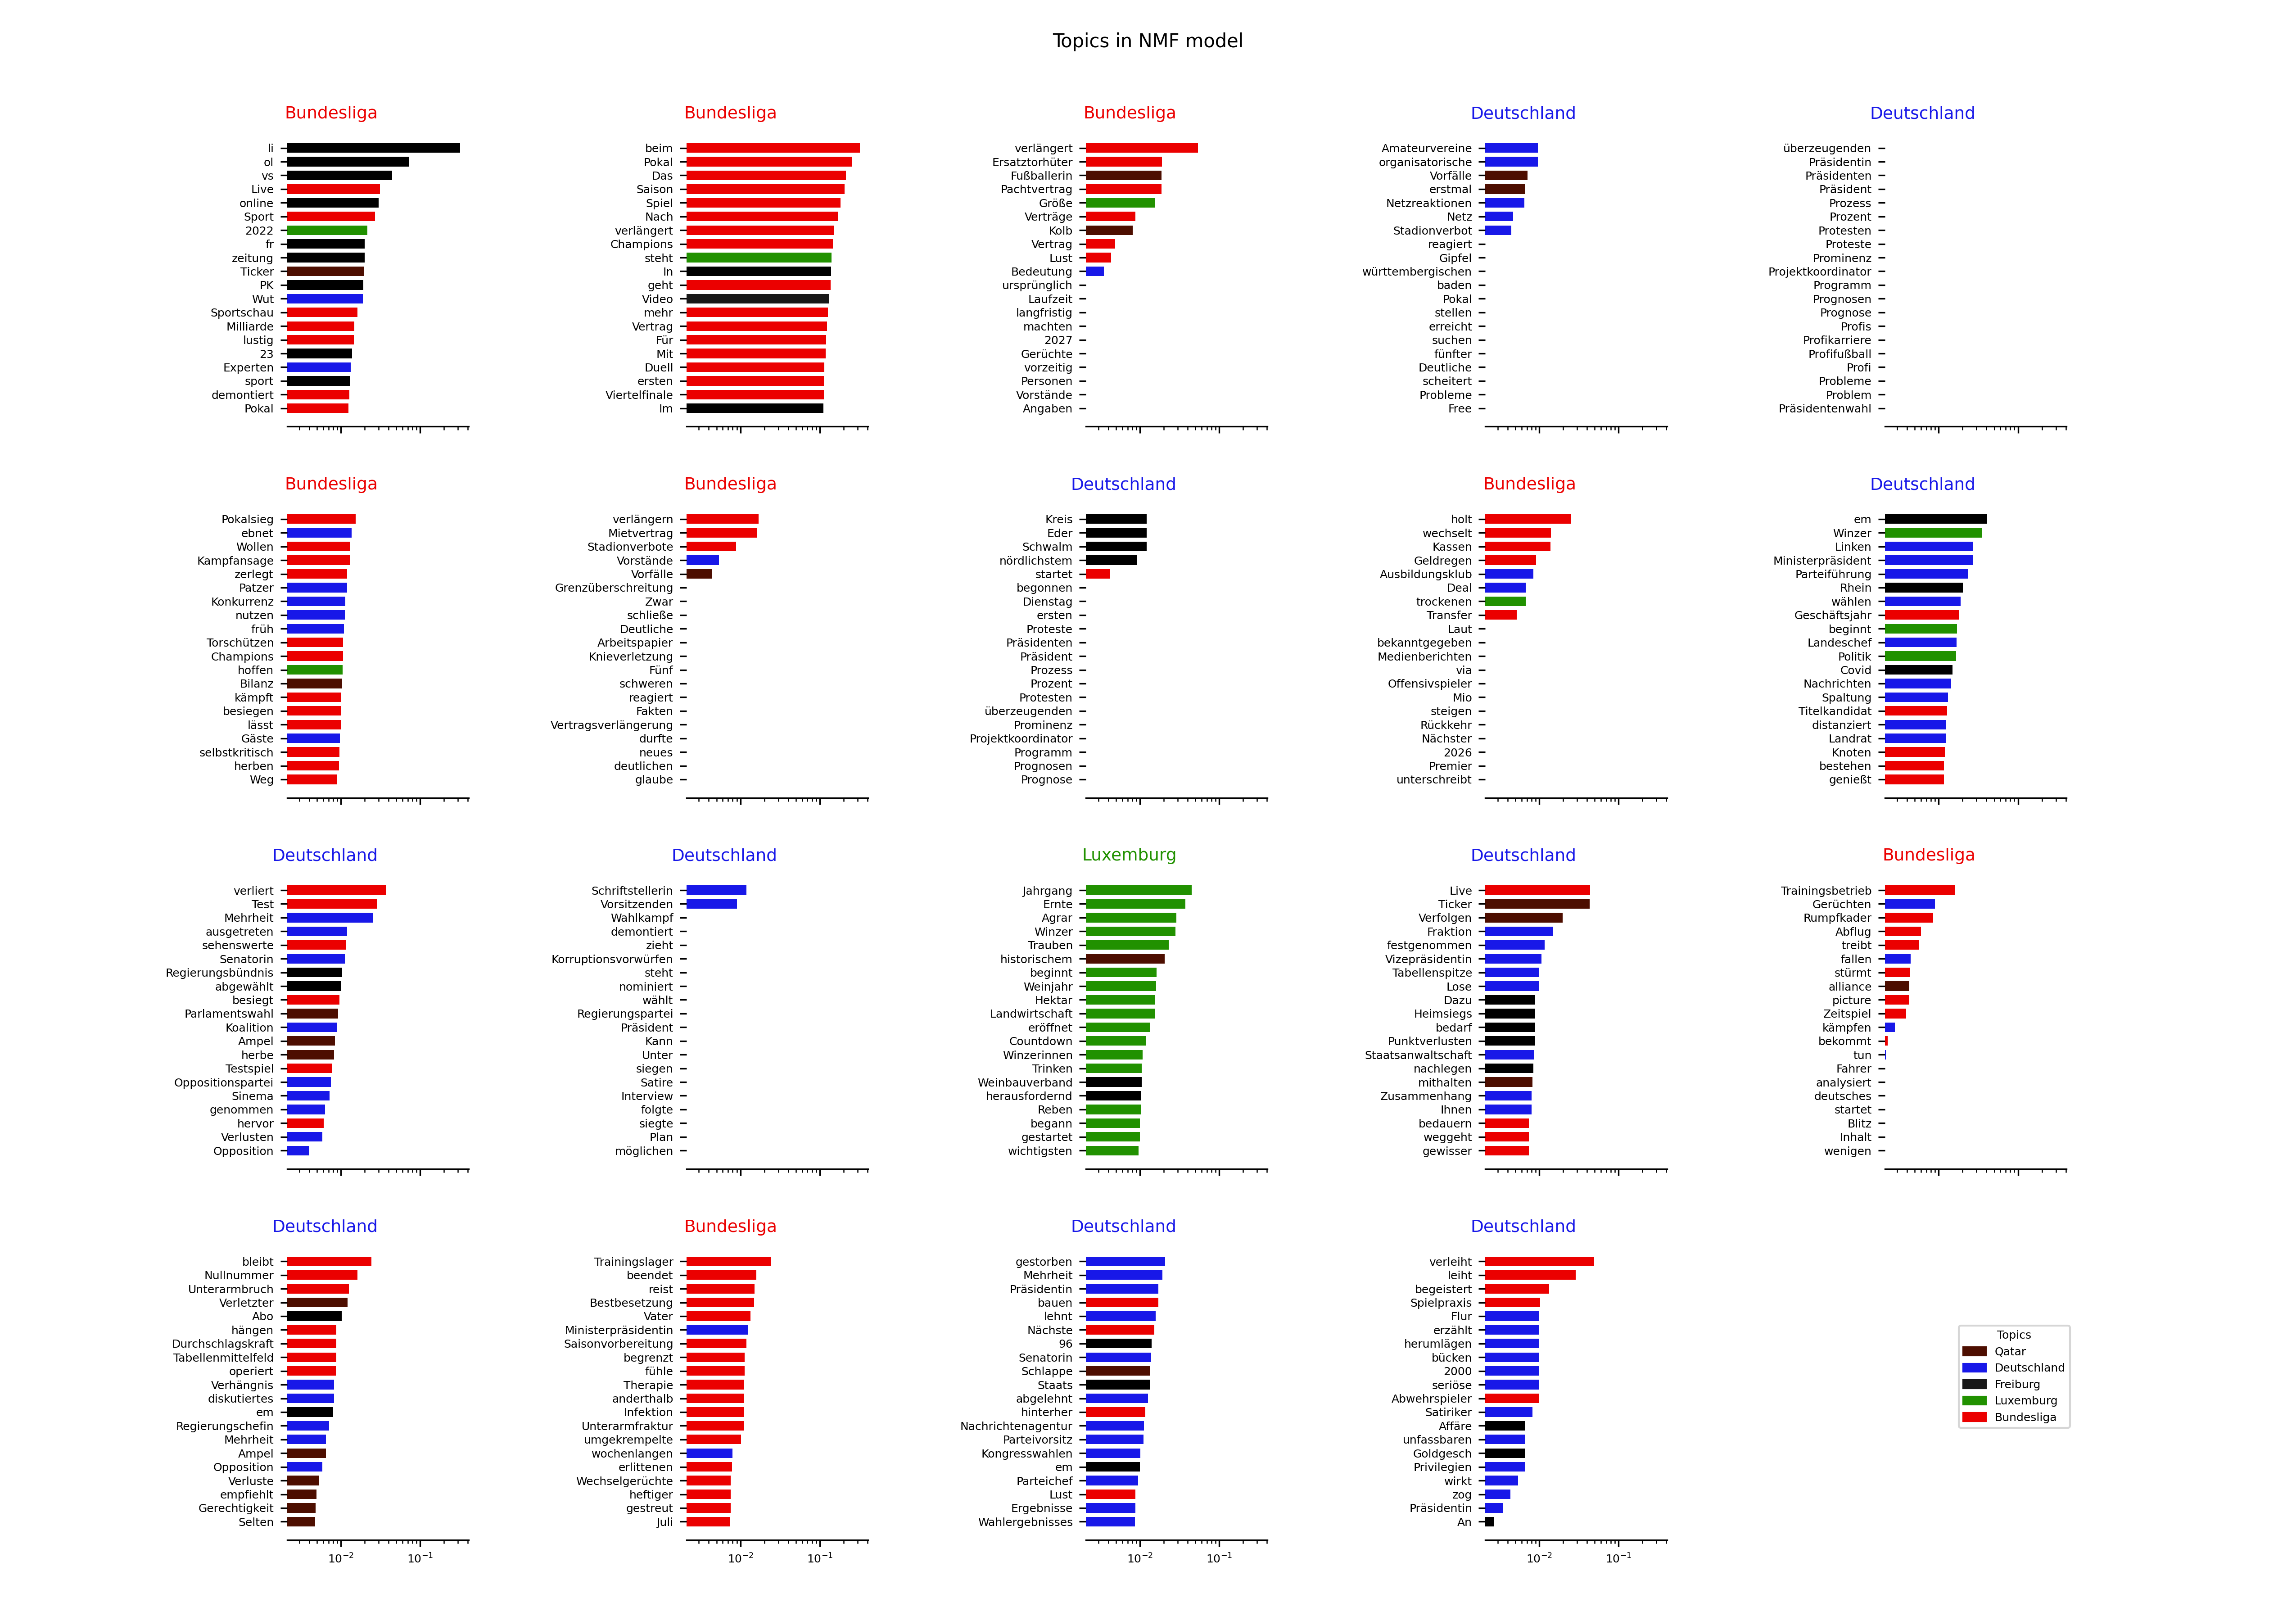 Topics in NMF model
Bundesliga
li
ol
vs
Live
online
Sport
2022
fr
zeitung
Ticker
PK
Wut
Sportschau
Milliarde
lustig
23
Experten
sport
demontiert
Pokal
Bundesliga
beim
Pokal
Das
Saison
Spiel
Nach
verlängert
Champions
steht
In
geht
Video
mehr
Vertrag
Für
Mit
Duell
ersten
Viertelfinale
Im
Bundesliga
verlängert
Ersatztorhüter
Fußballerin
Pachtvertrag
Größe
Verträge
Kolb
Vertrag
Lust
Bedeutung
ursprünglich
Laufzeit
langfristig
machten
2027
Gerüchte
vorzeitig
Personen
Vorstände
Angaben
Deutschland
Amateurvereine
organisatorische
Vorfälle
erstmal
Netzreaktionen
Netz
Stadionverbot
reagiert
Gipfel
württembergischen
baden
Pokal
stellen
erreicht
suchen
fünfter
Deutliche
scheitert
Probleme
Free
Deutschland
überzeugenden
Präsidentin
Präsidenten
Präsident
Prozess
Prozent
Protesten
Proteste
Prominenz
Projektkoordinator
Programm
Prognosen
Prognose
Profis
Profikarriere
Profifußball
Profi
Probleme
Problem
Präsidentenwahl
Bundesliga
Pokalsieg
ebnet
Wollen
Kampfansage
zerlegt
Patzer
Konkurrenz
nutzen
früh
Torschützen
Champions
hoffen
Bilanz
kämpft
besiegen
lässt
Gäste
selbstkritisch
herben
Weg
Bundesliga
verlängern
Mietvertrag
Stadionverbote
Vorstände
Vorfälle
Grenzüberschreitung
Zwar
schließe
Deutliche
Arbeitspapier
Knieverletzung
Fünf
schweren
reagiert
Fakten
Vertragsverlängerung
durfte
neues
deutlichen
glaube
Deutschland
Kreis
Eder
Schwalm
nördlichstem
startet
begonnen
Dienstag
ersten
Proteste
Präsidenten
Präsident
Prozess
Prozent
Protesten
überzeugenden
Prominenz
Projektkoordinator
Programm
Prognosen
Prognose
Bundesliga
holt
wechselt
Kassen
Geldregen
Ausbildungsklub
Deal
trockenen
Transfer
Laut
bekanntgegeben
Medienberichten
via
Offensivspieler
Mio
steigen
Rückkehr
Nächster
2026
Premier
unterschreibt
Deutschland
em
Winzer
Linken
Ministerpräsident
Parteiführung
Rhein
wählen
Geschäftsjahr
beginnt
Landeschef
Politik
Covid
Nachrichten
Spaltung
Titelkandidat
distanziert
Landrat
Knoten
bestehen
genießt
Deutschland
verliert
Test
Mehrheit
ausgetreten
sehenswerte
Senatorin
Regierungsbündnis
abgewählt
besiegt
Parlamentswahl
Koalition
Ampel
herbe
Testspiel
Oppositionspartei
Sinema
genommen
hervor
Verlusten
Opposition
Deutschland
Schriftstellerin
Vorsitzenden
Wahlkampf
demontiert
zieht
Korruptionsvorwürfen
steht
nominiert
wählt
Regierungspartei
Präsident
Kann
Unter
siegen
Satire
Interview
folgte
siegte
Plan
möglichen
Luxemburg
Jahrgang
Ernte
Agrar
Winzer
Trauben
historischem
beginnt
Weinjahr
Hektar
Landwirtschaft
eröffnet
Countdown
Winzerinnen
Trinken
Weinbauverband
herausfordernd
Reben
begann
gestartet
wichtigsten
Deutschland
Live
Ticker
Verfolgen
Fraktion
festgenommen
Vizepräsidentin
Tabellenspitze
Lose
Dazu
Heimsiegs
bedarf
Punktverlusten
Staatsanwaltschaft
nachlegen
mithalten
Zusammenhang
Ihnen
bedauern
weggeht
gewisser
Bundesliga
Trainingsbetrieb
Gerüchten
Rumpfkader
Abflug
treibt
fallen
stürmt
alliance
picture
Zeitspiel
kämpfen
bekommt
tun
Fahrer
analysiert
deutsches
startet
Blitz
Inhalt
wenigen
Deutschland
bleibt
Nullnummer
Unterarmbruch
Verletzter
Abo
hängen
Durchschlagskraft
Tabellenmittelfeld
operiert
Verhängnis
diskutiertes
em
Regierungschefin
Mehrheit
Ampel
Opposition
Verluste
empfiehlt
Gerechtigkeit
Selten
10⁻² 10⁻¹
Bundesliga
Trainingslager
beendet
reist
Bestbesetzung
Vater
Ministerpräsidentin
Saisonvorbereitung
begrenzt
fühle
Therapie
anderthalb
Infektion
Unterarmfraktur
umgekrempelte
wochenlangen
erlittenen
Wechselgerüchte
heftiger
gestreut
Juli
10⁻² 10⁻¹
Deutschland
gestorben
Mehrheit
Präsidentin
bauen
lehnt
Nächste
96
Senatorin
Schlappe
Staats
abgelehnt
hinterher
Nachrichtenagentur
Parteivorsitz
Kongresswahlen
em
Parteichef
Lust
Ergebnisse
Wahlergebnisses
10⁻² 10⁻¹
Deutschland
verleiht
leiht
begeistert
Spielpraxis
Flur
erzählt
herumlägen
bücken
2000
seriöse
Abwehrspieler
Satiriker
Affäre
unfassbaren
Goldgesch
Privilegien
wirkt
zog
Präsidentin
An
10⁻² 10⁻¹
Topics
Qatar
Deutschland
Freiburg
Luxemburg
Bundesliga